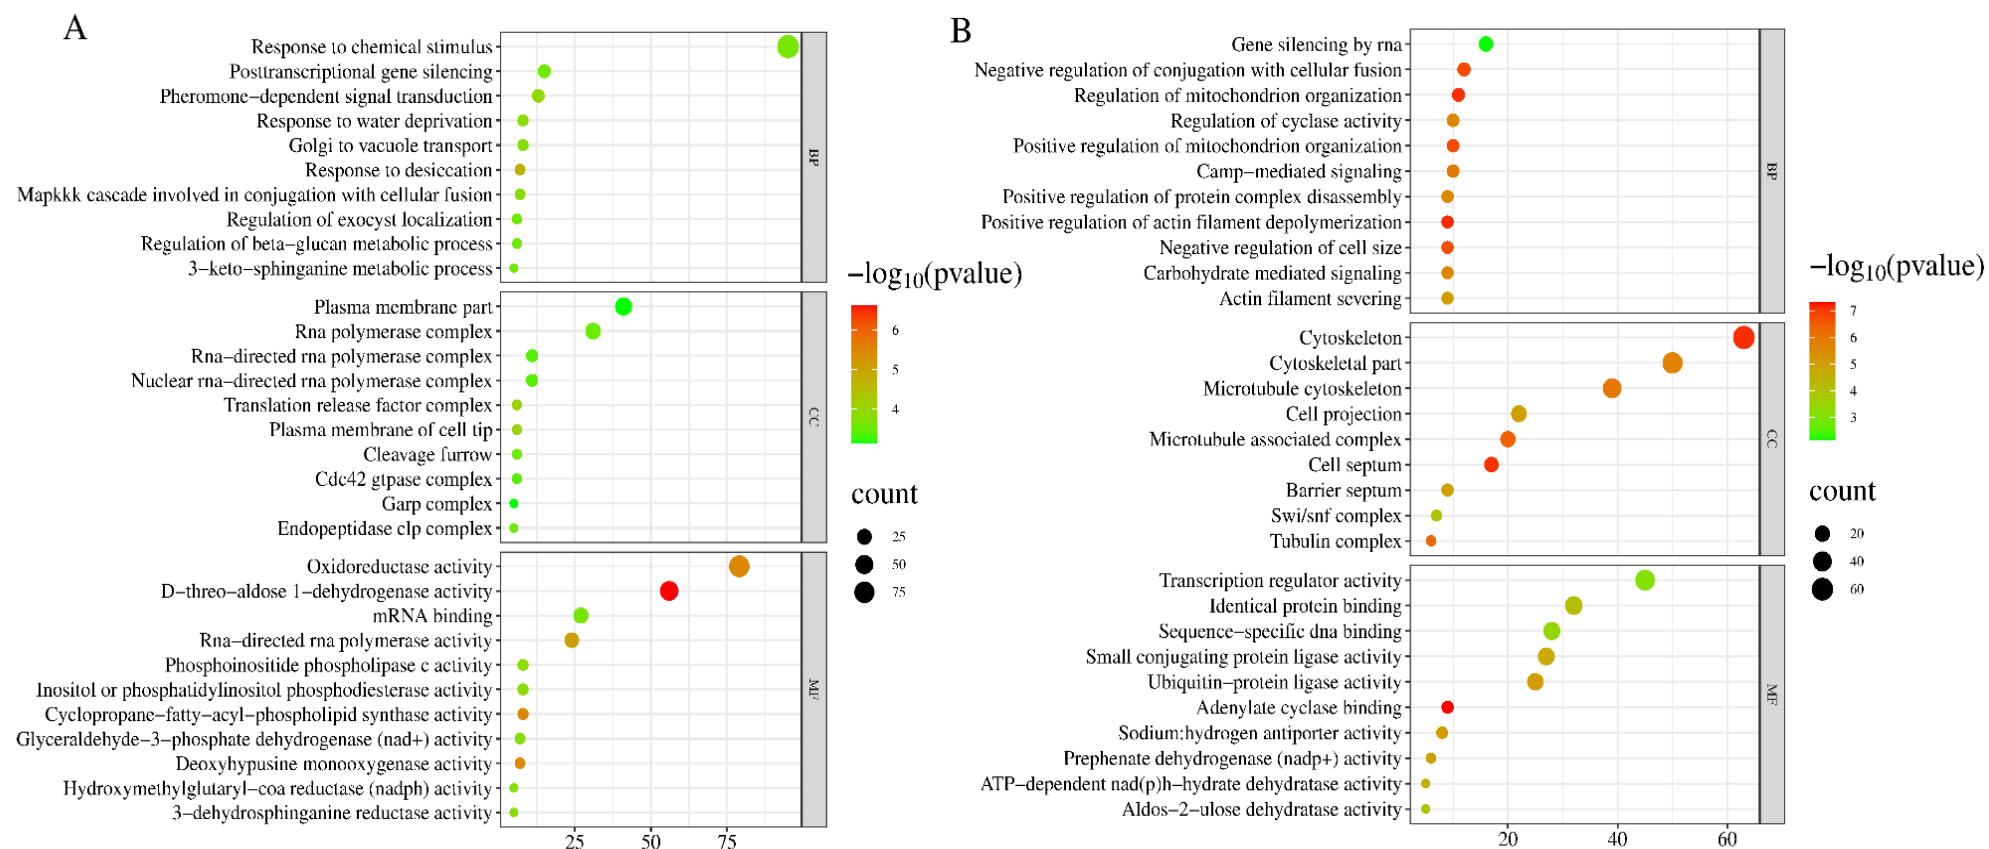 A
Response to chemical stimulus
Posttranscriptional gene silencing
Pheromone−dependent signal transduction
Response to water deprivation
Golgi to vacuole transport
Response to desiccation
Mapkkk cascade involved in conjugation with cellular fusion
Regulation of exocyst localization
Regulation of beta−glucan metabolic process
3−keto−sphinganine metabolic process
BP
Plasma membrane part
Rna polymerase complex
Rna−directed rna polymerase complex
Nuclear rna−directed rna polymerase complex
Translation release factor complex
Plasma membrane of cell tip
Cleavage furrow
Cdc42 gtpase complex
Garp complex
Endopeptidase clp complex
CC
Oxidoreductase activity
D−threo−aldose 1−dehydrogenase activity
mRNA binding
Rna−directed rna polymerase activity
Phosphoinositide phospholipase c activity
Inositol or phosphatidylinositol phosphodiesterase activity
Cyclopropane−fatty−acyl−phospholipid synthase activity
Glyceraldehyde−3−phosphate dehydrogenase (nad+) activity
Deoxyhypusine monooxygenase activity
Hydroxymethylglutaryl−coa reductase (nadph) activity
3−dehydrosphinganine reductase activity
MF
25 50 75
−log10(pvalue)
6
5
4
count
25
50
75
B
Gene silencing by rna
Negative regulation of conjugation with cellular fusion
Regulation of mitochondrion organization
Regulation of cyclase activity
Positive regulation of mitochondrion organization
Camp−mediated signaling
Positive regulation of protein complex disassembly
Positive regulation of actin filament depolymerization
Negative regulation of cell size
Carbohydrate mediated signaling
Actin filament severing
BP
Cytoskeleton
Cytoskeletal part
Microtubule cytoskeleton
Cell projection
Microtubule associated complex
Cell septum
Barrier septum
Swi/snf complex
Tubulin complex
CC
Transcription regulator activity
Identical protein binding
Sequence−specific dna binding
Small conjugating protein ligase activity
Ubiquitin−protein ligase activity
Adenylate cyclase binding
Sodium:hydrogen antiporter activity
Prephenate dehydrogenase (nadp+) activity
ATP−dependent nad(p)h−hydrate dehydratase activity
Aldos−2−ulose dehydratase activity
MF
20 40 60
−log10(pvalue)
7
6
5
4
3
count
20
40
60